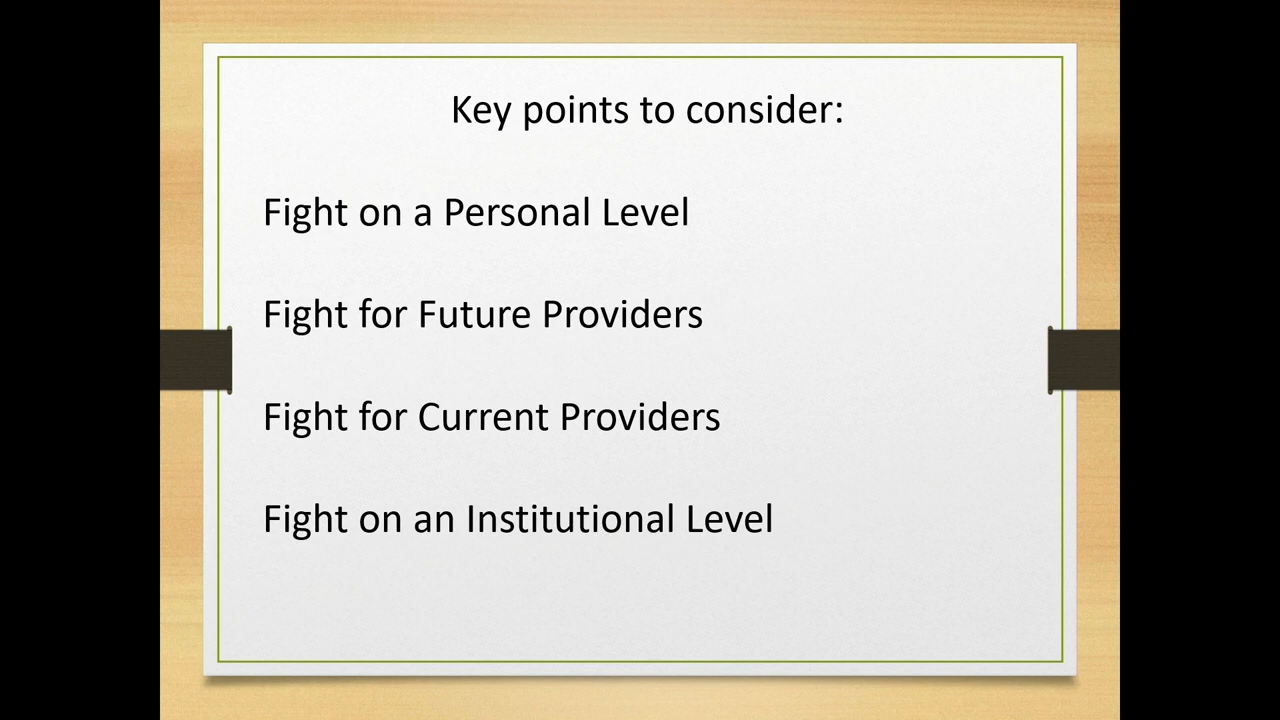 Key points to consider:
Fight on a Personal Level
Fight for Future Providers
Fight for Current Providers
Fight on an Institutional Level